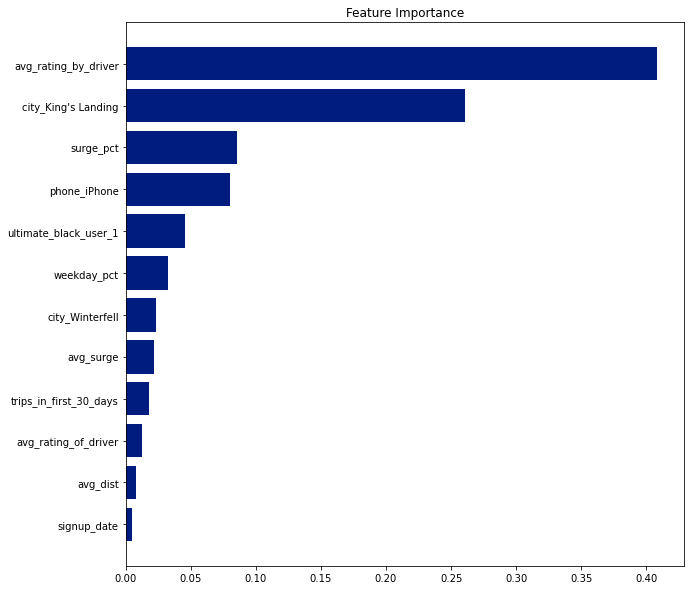 Feature Importance
avg_rating_by_driver
city_King's Landing
surge_pct
phone_iPhone
ultimate_black_user_1
weekday_pct
city_Winterfell
avg_surge
trips_in_first_30_days
avg_rating_of_driver
avg_dist
signup_date
0.00 0.05 0.10 0.15 0.20 0.25 0.30 0.35 0.40